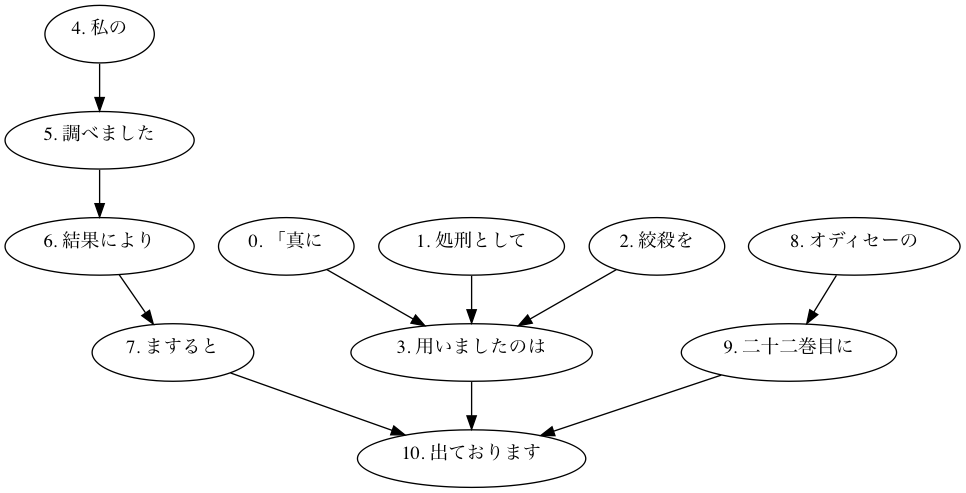 4. 私の
5. 調べました
6. 結果により
0. 「真に
1. 処刑として
2. 絞殺を
8. オディセーの
7. ますると
3. 用いましたのは
9. 二十二巻目に
10. 出ております